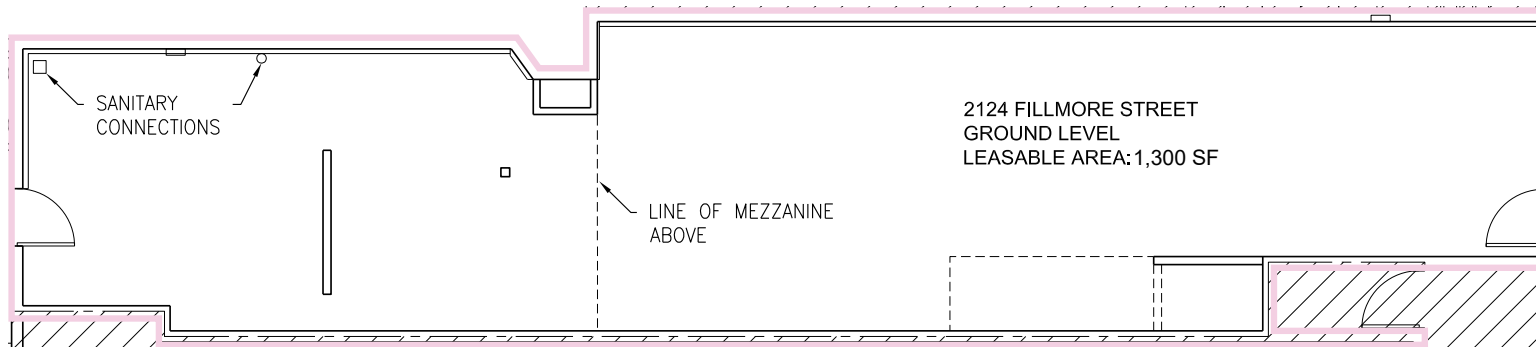 SANITARY
CONNECTIONS
2124 FILLMORE STREET
GROUND LEVEL
LEASABLE AREA:1,300 SF
LINE OF MEZZANINE
ABOVE